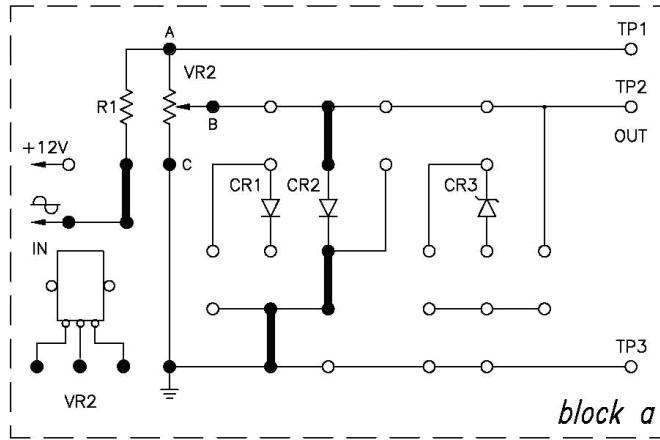 A
TP1
VR2
R1
TP2
B
OUT
+12V
C
CR1
CR2
CR3
IN
TP3
VR2
block a